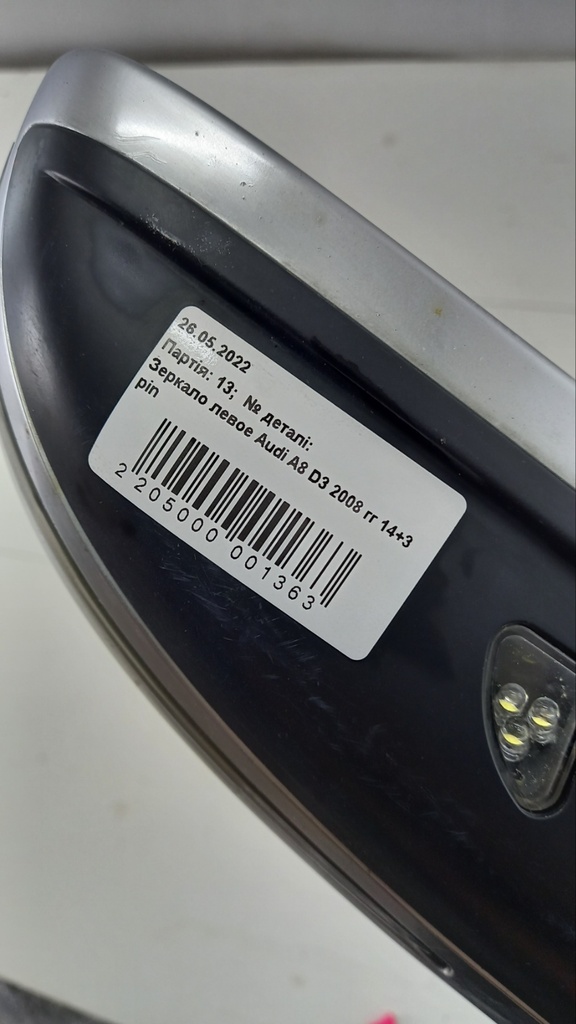 26.05.2022
Партія: 13; № деталі:
Зеркало левое Audi A8 D3 2008 гг 14+3
pin
2 205000 001363